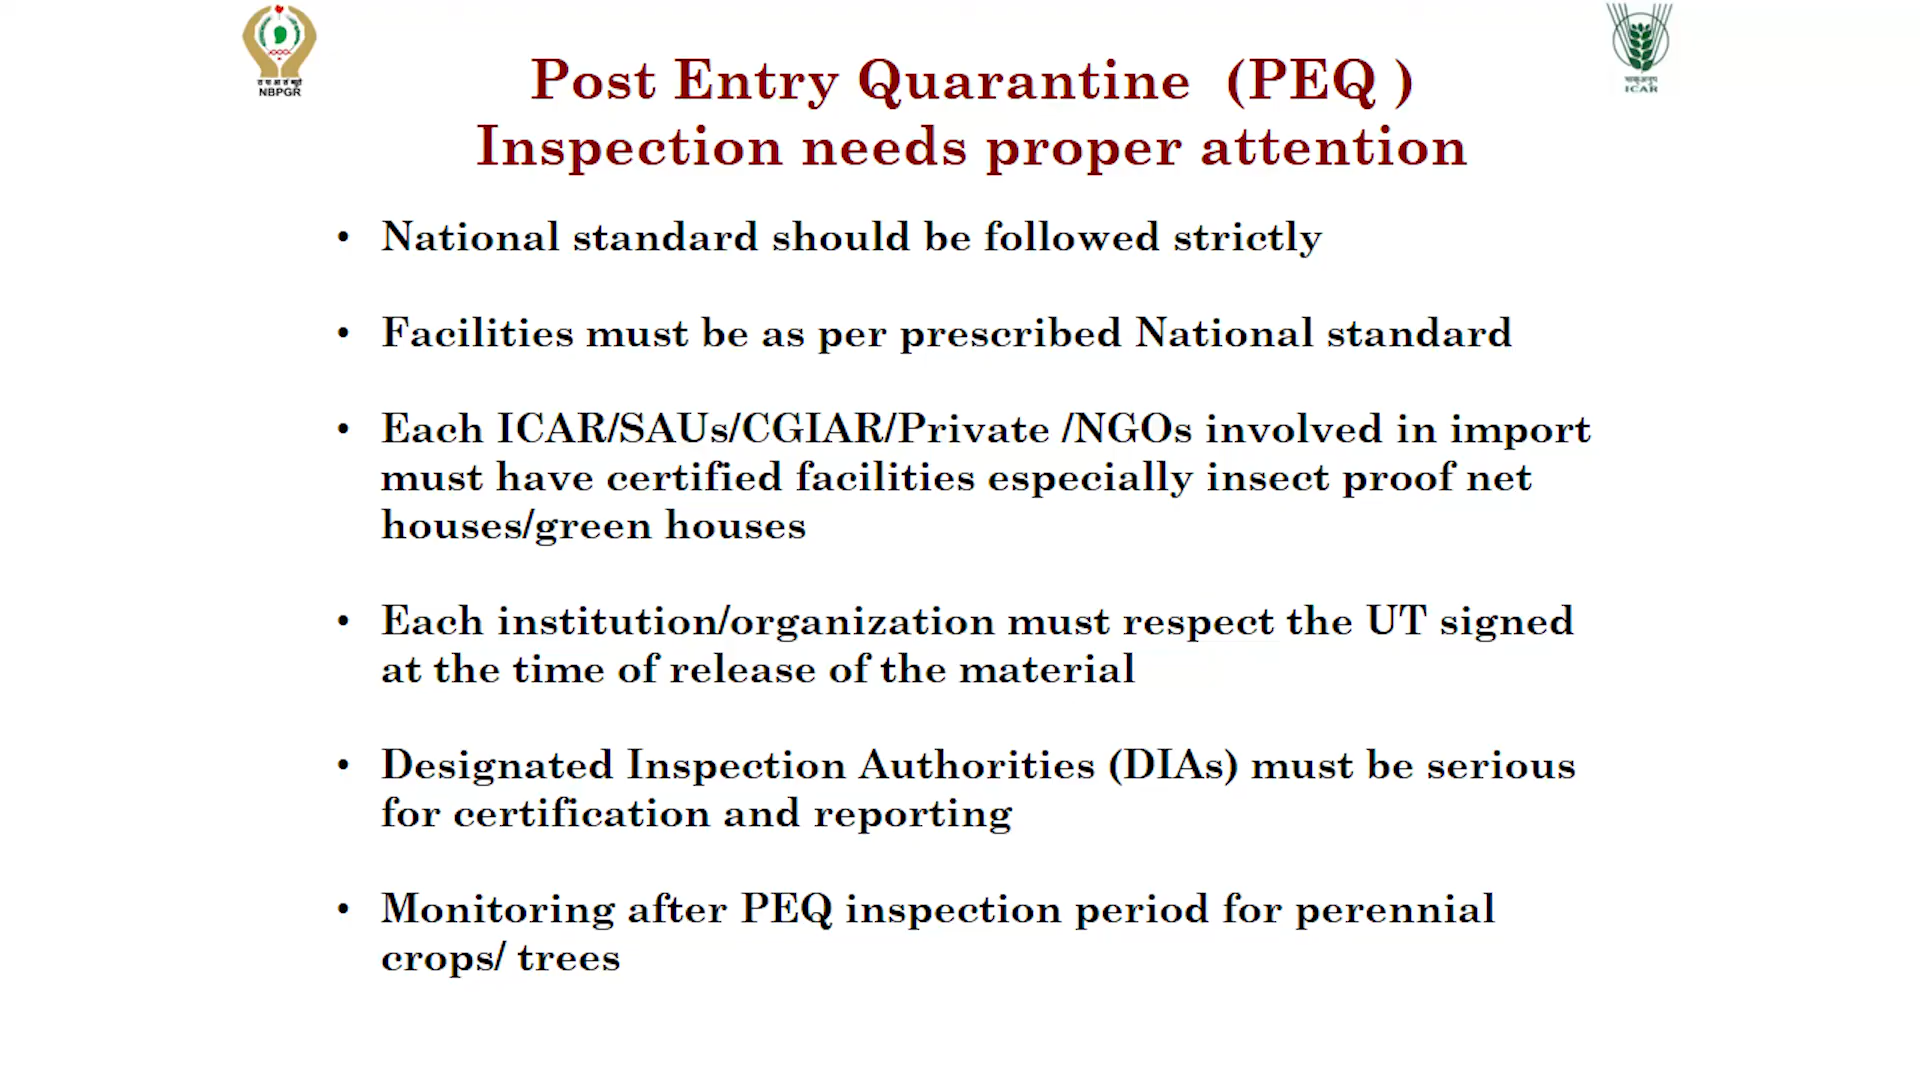 NBPGR
ICAR
Post Entry Quarantine (PEQ )
Inspection needs proper attention
• National standard should be followed strictly
• Facilities must be as per prescribed National standard
• Each ICAR/SAUs/CGIAR/Private /NGOs involved in import
must have certified facilities especially insect proof net
houses/green houses
• Each institution/organization must respect the UT signed
at the time of release of the material
• Designated Inspection Authorities (DIAs) must be serious
for certification and reporting
• Monitoring after PEQ inspection period for perennial
crops/ trees